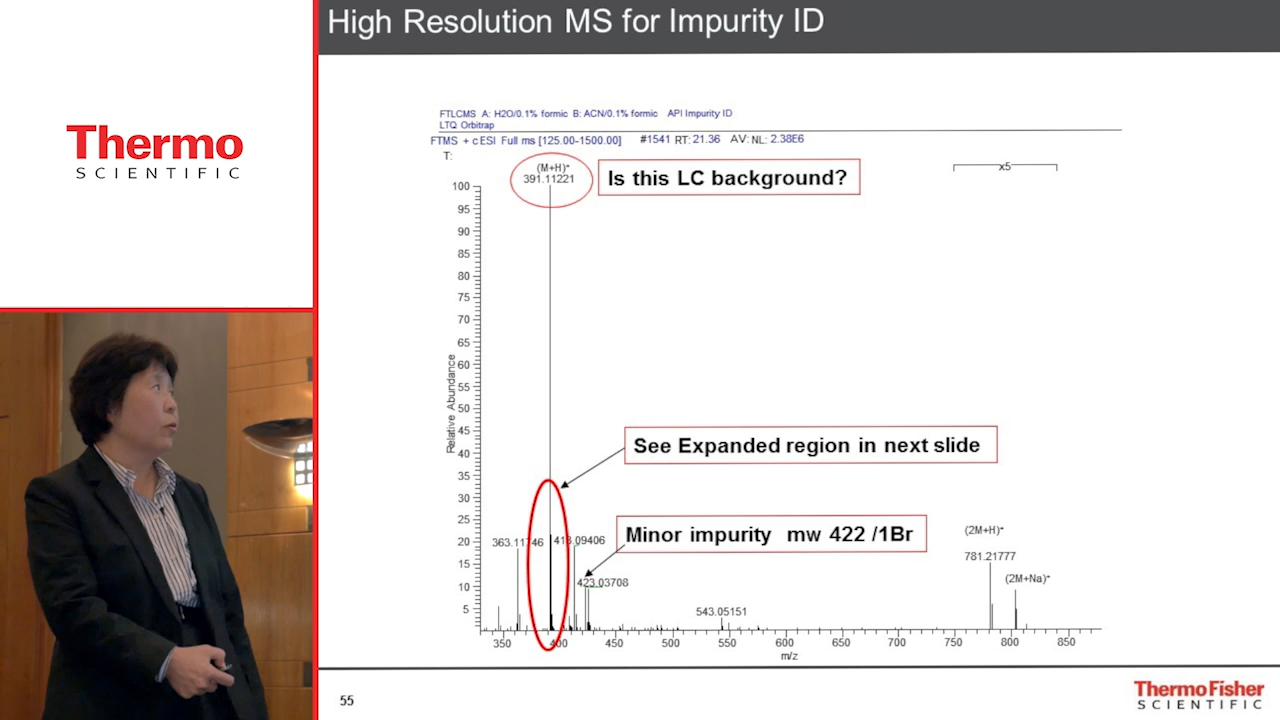 High Resolution MS for Impurity ID
Thermo
SCIENTIFIC
FTLCMS A: H2O/0.1% formic B: ACN/0.1% formic API Impurity ID
LTQ Orbitrap
FTMS + c ESI Full ms [125.00-1500.00] #1541 RT: 21.36 AV: NL: 2.38E6
T:
(M+H)+
391.11221
Is this LC background?
x5
100
95
90
85
80
75
70
65
60
55
50
45
40
35
30
25
20
15
10
5
Relative Abundance
See Expanded region in next slide
Minor impurity mw 422 /1Br
363.11746
413.09406
423.03708
543.05151
(2M+H)+
781.21777
(2M+Na)+
350 400 450 500 550 600 650 700 750 800 850
m/z
55
ThermoFisher
SCIENTIFIC